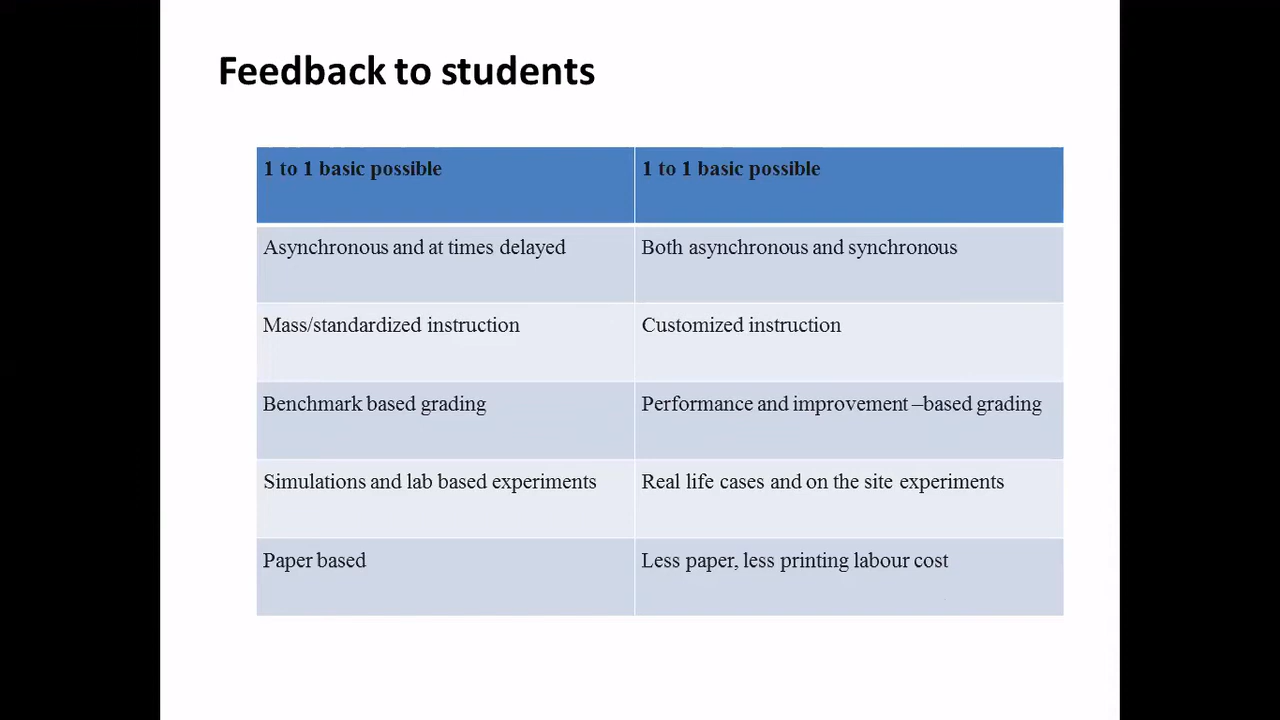 Feedback to students
1 to 1 basic possible
1 to 1 basic possible
Asynchronous and at times delayed
Both asynchronous and synchronous
Mass/standardized instruction
Customized instruction
Benchmark based grading
Performance and improvement –based grading
Simulations and lab based experiments
Real life cases and on the site experiments
Paper based
Less paper, less printing labour cost